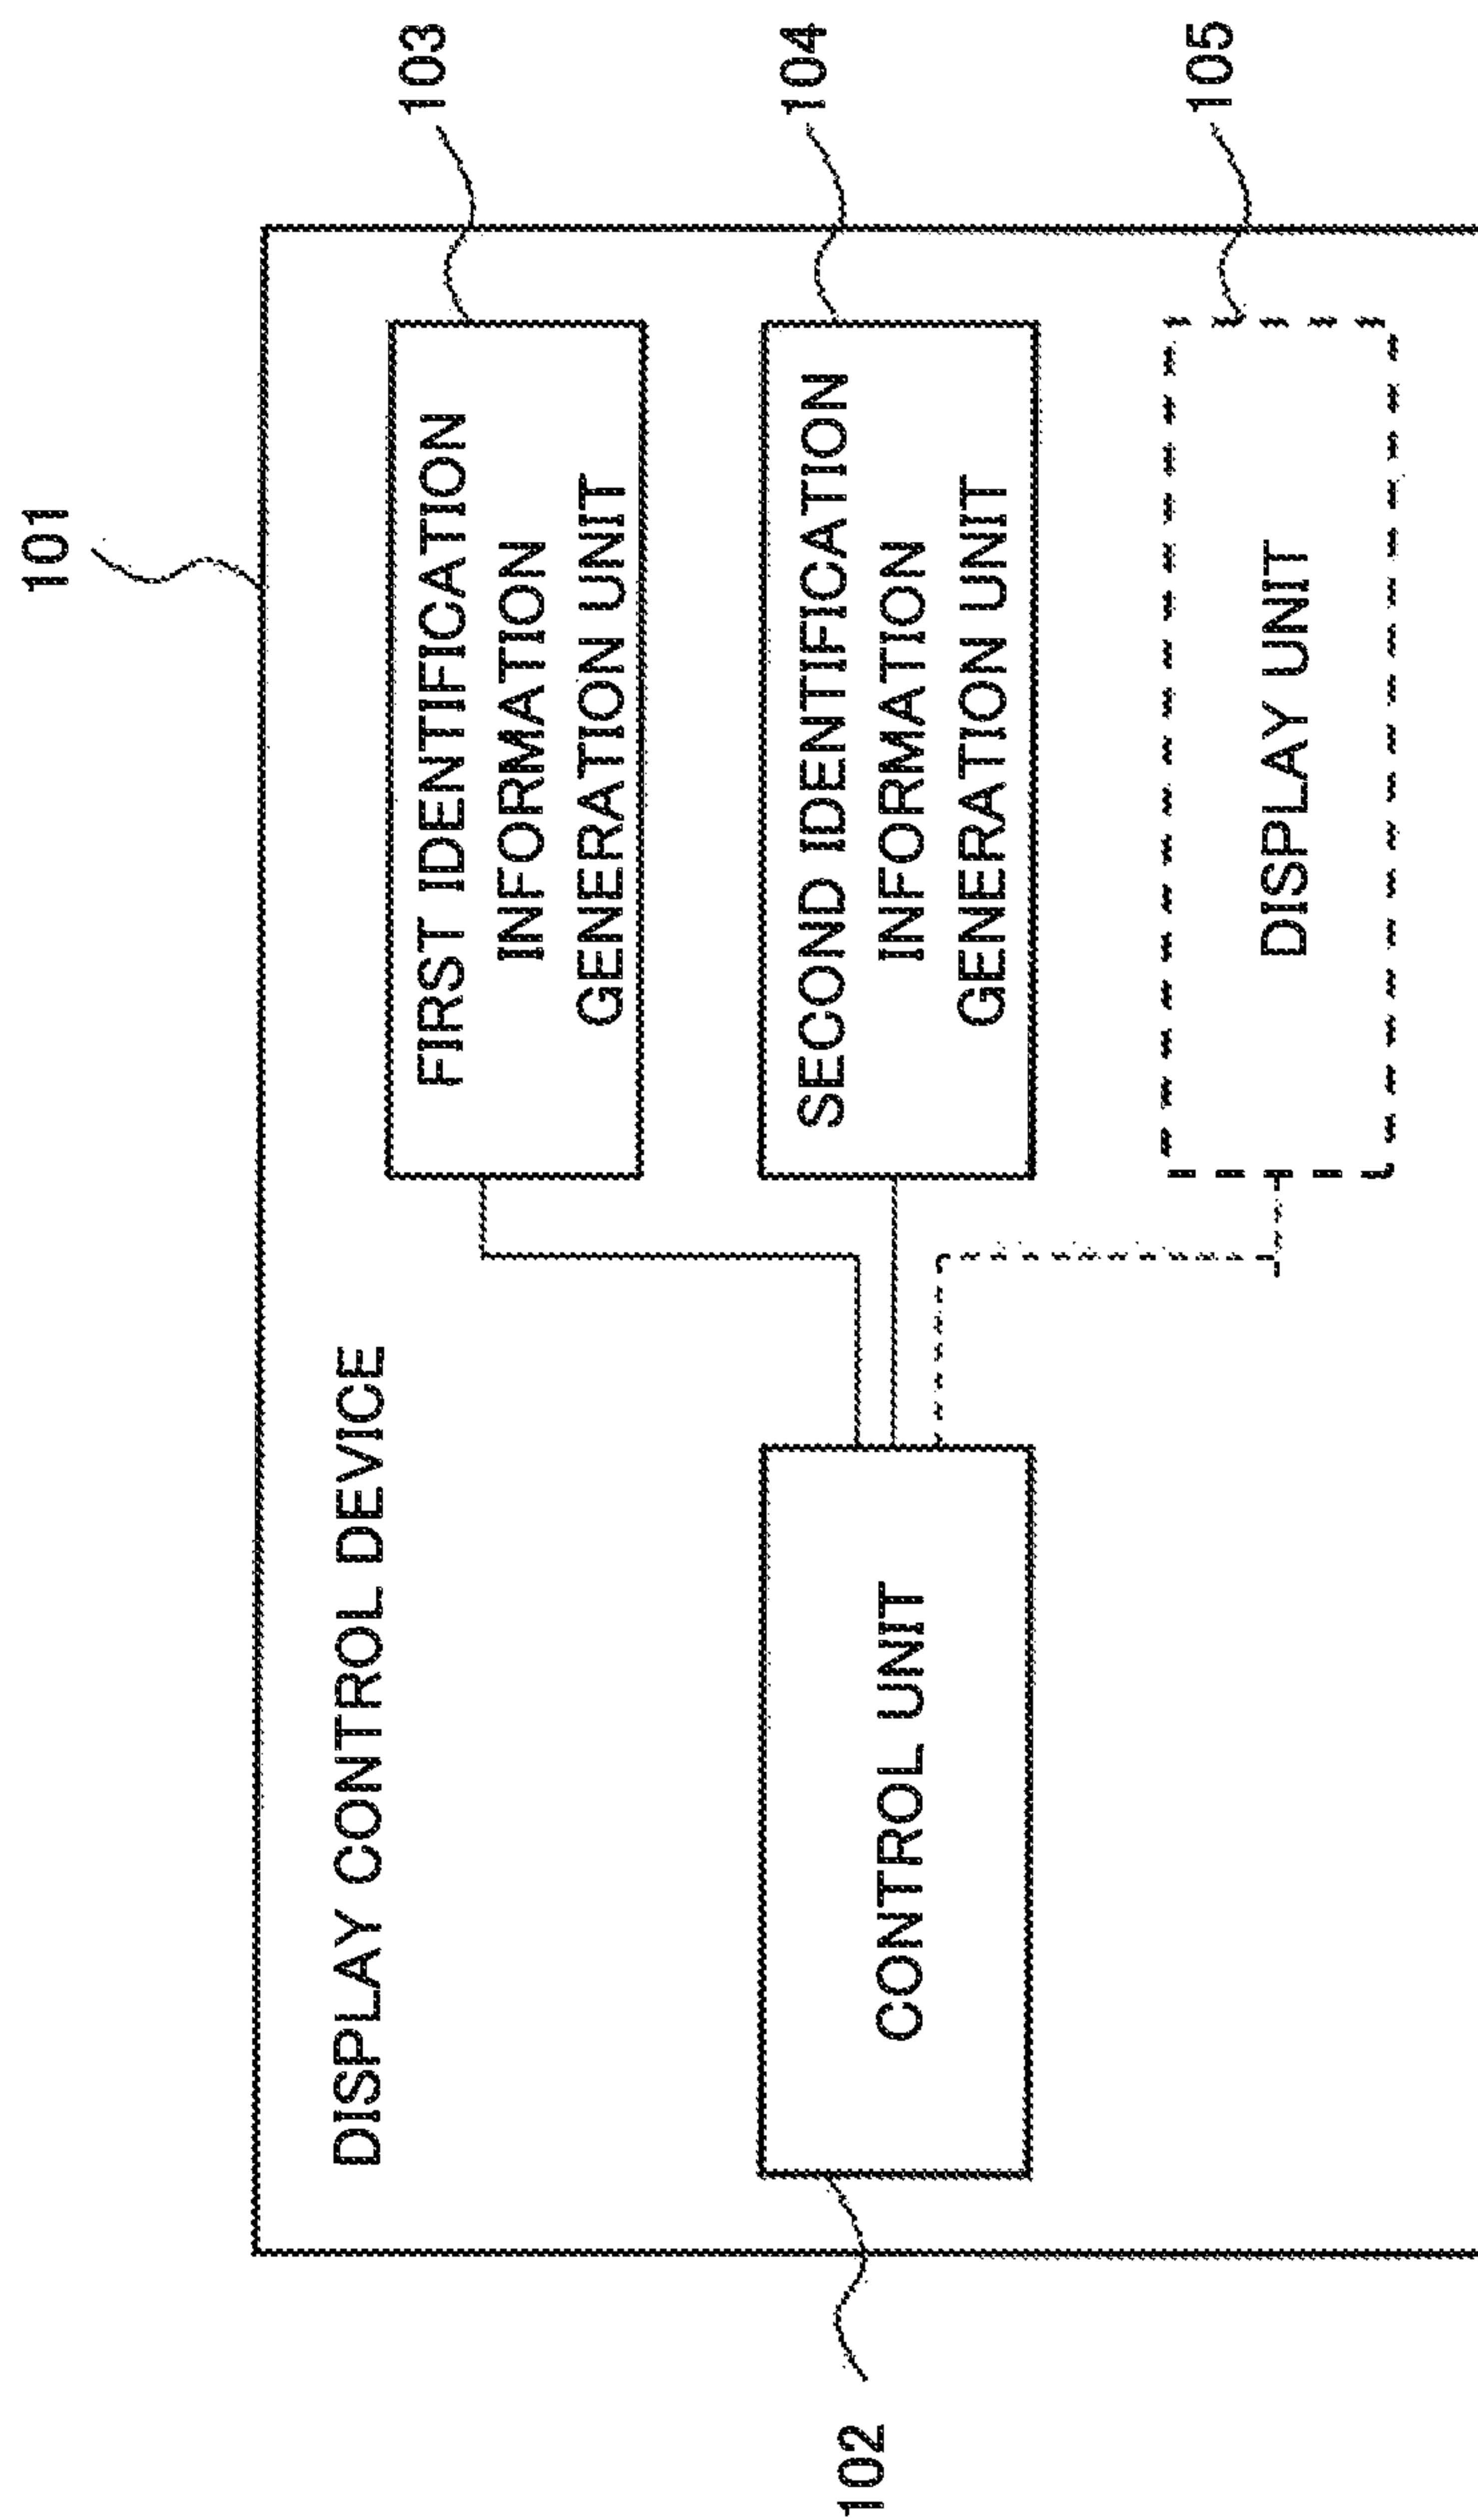 101
DISPLAY CONTROL DEVICE
103
FIRST IDENTIFICATION
INFORMATION
GENERATION UNIT
102
CONTROL UNIT
104
SECOND IDENTIFICATION
INFORMATION
GENERATION UNIT
105
DISPLAY UNIT